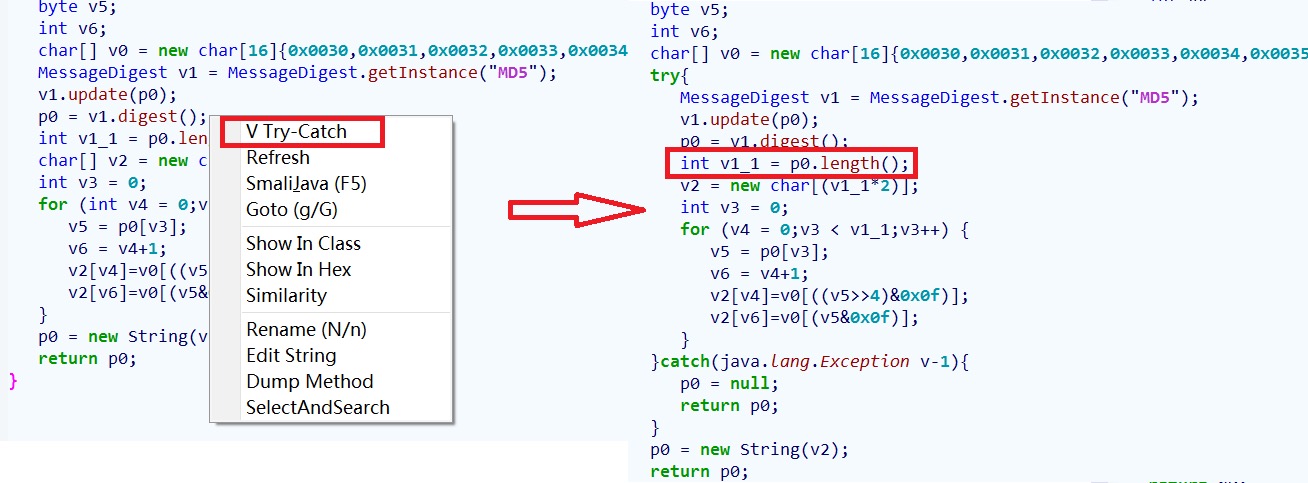 byte v5;
int v6;
char[] v0 = new char[16]{0x0030,0x0031,0x0032,0x0033,0x0034
MessageDigest v1 = MessageDigest.getInstance("MD5");
v1.update(p0);
p0 = v1.digest();
int v1_1 = p0.len
char[] v2 = new c
int v3 = 0;
for (int v4 = 0;v
v5 = p0[v3];
v6 = v4+1;
v2[v4]=v0[((v5
v2[v6]=v0[(v5&
}
p0 = new String(v
return p0;
}
V Try-Catch
Refresh
SmaliJava (F5)
Goto (g/G)
Show In Class
Show In Hex
Similarity
Rename (N/n)
Edit String
Dump Method
SelectAndSearch
byte v5;
int v6;
char[] v0 = new char[16]{0x0030,0x0031,0x0032,0x0033,0x0034,0x0035
try{
MessageDigest v1 = MessageDigest.getInstance("MD5");
v1.update(p0);
p0 = v1.digest();
int v1_1 = p0.length();
v2 = new char[(v1_1*2)];
int v3 = 0;
for (v4 = 0;v3 < v1_1;v3++) {
v5 = p0[v3];
v6 = v4+1;
v2[v4]=v0[((v5>>4)&0x0f)];
v2[v6]=v0[(v5&0x0f)];
}
}catch(java.lang.Exception v-1){
p0 = null;
return p0;
}
p0 = new String(v2);
return p0;